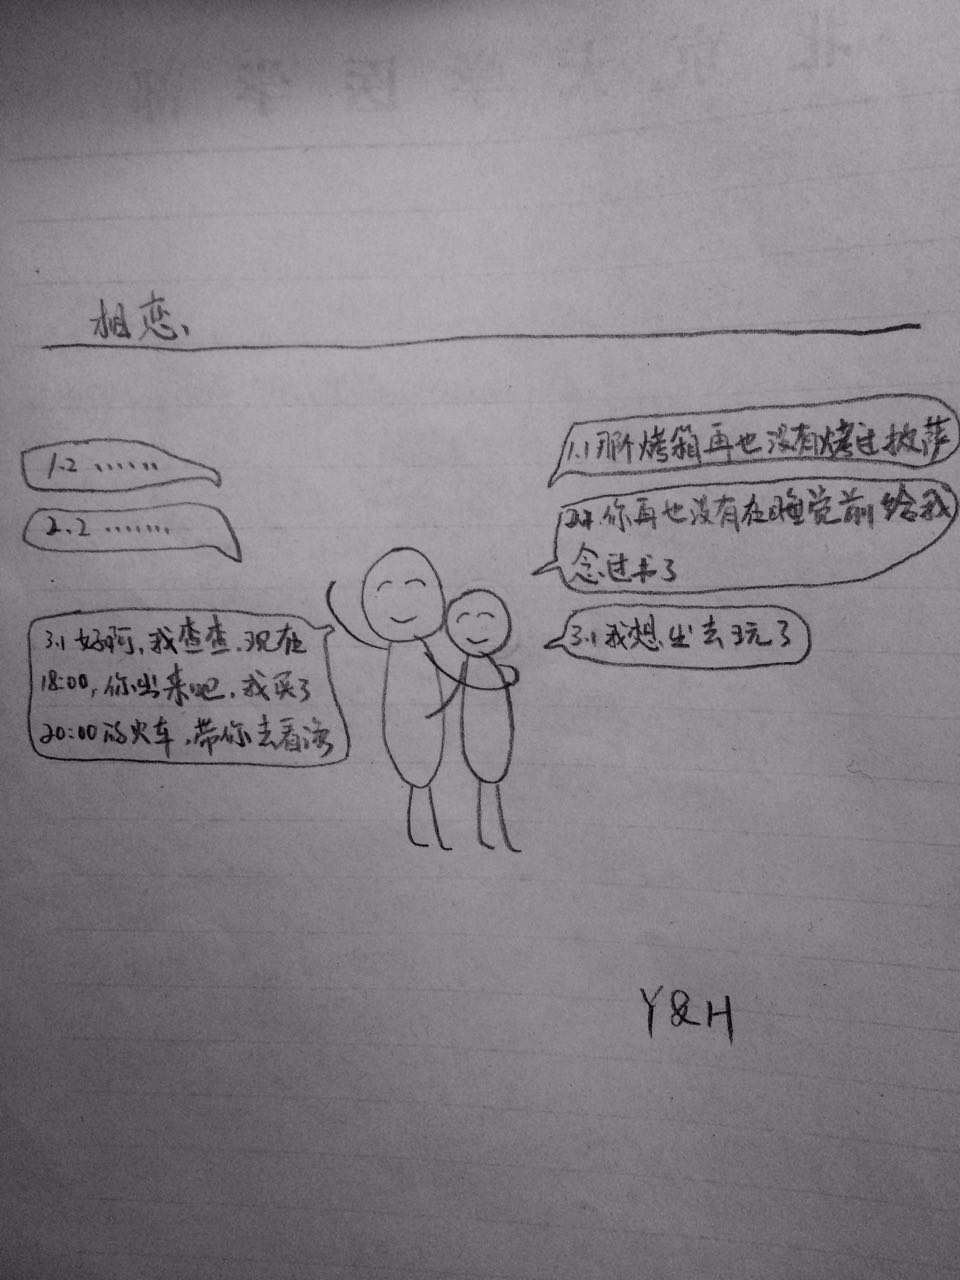 北京大学医学部
相恋、
1.1 那个烤箱再也没有烤过披萨
1.2 ……
2.1. 你再也没有在睡觉前给我
念过书了
2.2 ……
3.1 我想出去玩了
3.1 好啊,我查查.现在
18:00,你出来吧,我买了
20:00的火车,带你去看海
Y&H